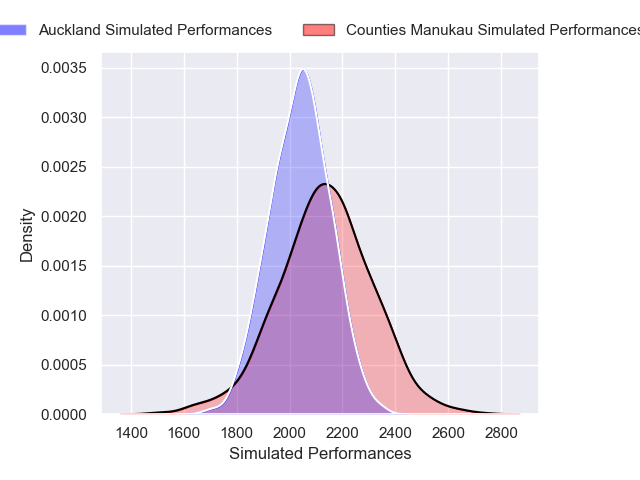 Auckland Simulated Performances Counties Manukau Simulated Performances
0.0035
0.0030
0.0025
0.0020
0.0015
0.0010
0.0005
0.0000
Density
1400 1600 1800 2000 2200 2400 2600 2800
Simulated Performances